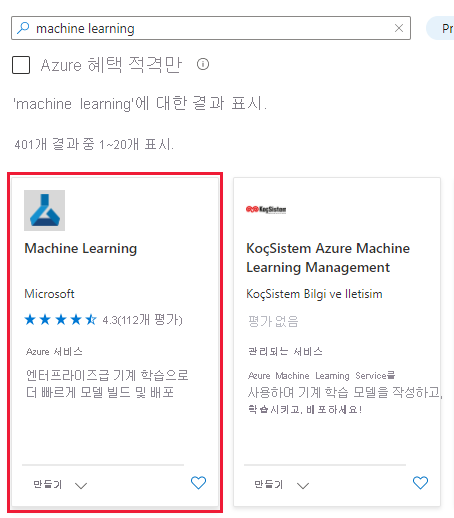 machine learning
Pr
Azure 혜택 적격만
'machine learning'에 대한 결과 표시.
401개 결과 중 1~20개 표시.
Machine Learning
Microsoft
4.3(112개 평가)
Azure 서비스
엔터프라이즈급 기계 학습으로
더 빠르게 모델 빌드 및 배포
만들기
KoçSistem
KoçSistem Azure Machine
Learning Management
KoçSistem Bilgi ve Iletisim
평가 없음
관리되는 서비스
Azure Machine Learning Service를
사용하여 기계 학습 모델을 작성하고,
학습시키고, 배포하세요!
만들기